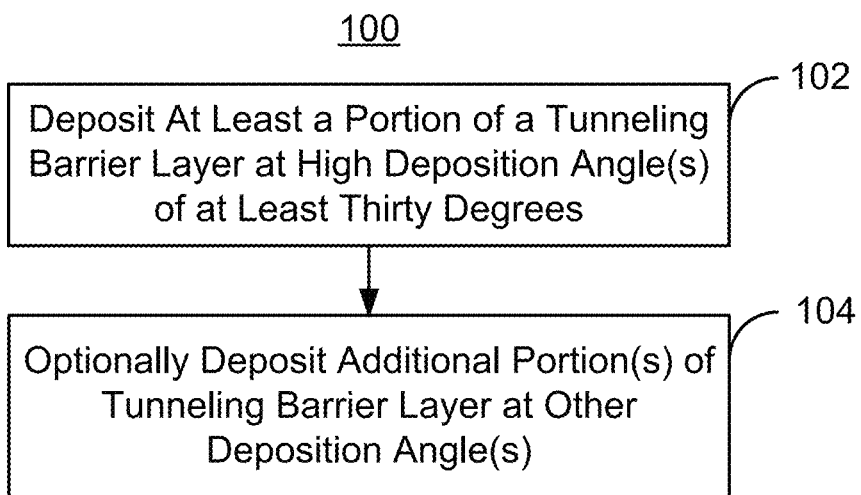 100
102
Deposit At Least a Portion of a Tunneling
Barrier Layer at High Deposition Angle(s)
of at Least Thirty Degrees
104
Optionally Deposit Additional Portion(s) of
Tunneling Barrier Layer at Other
Deposition Angle(s)